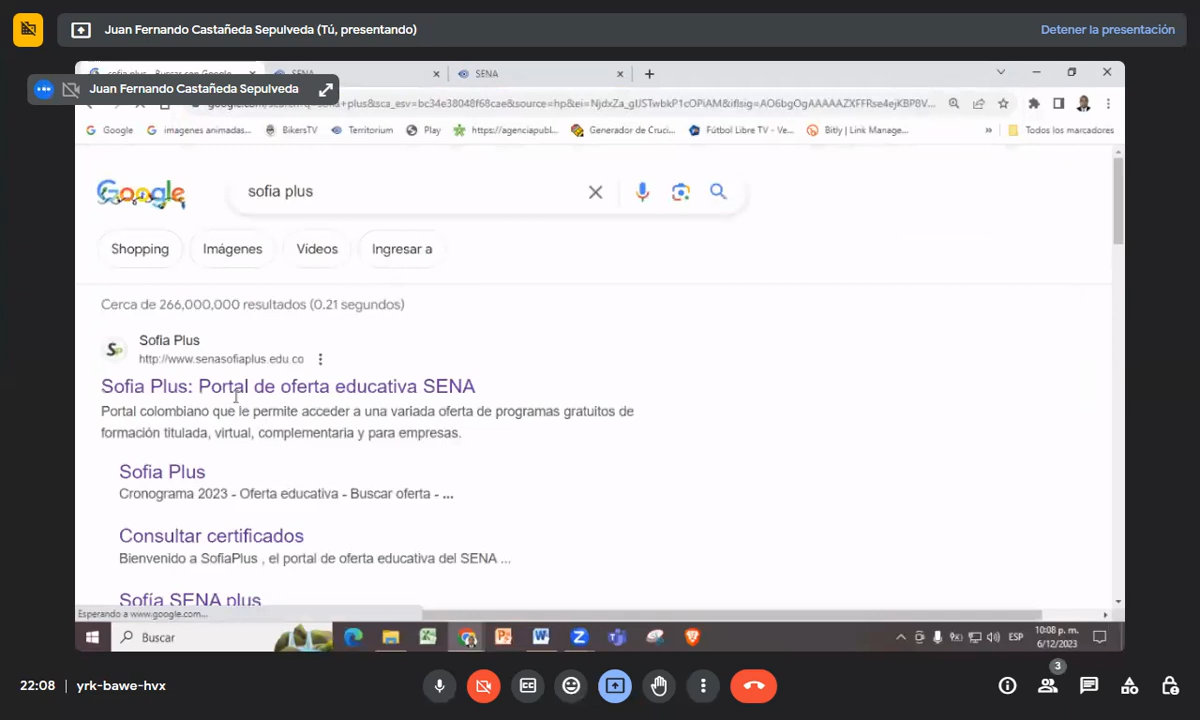 Juan Fernando Castañeda Sepulveda (Tú, presentando)
Detener la presentación
SENA
Juan Fernando Castañeda Sepulveda
Google
imagenes animadas...
BikersTV
Territorium
Play
https://agenciapubl...
Generador de Cruci...
Fútbol Libre TV - Ve...
Bitly | Link Manage...
»
Todos los marcadores
Google
sofia plus
Shopping
Imágenes
Vídeos
Ingresar a
Cerca de 266,000,000 resultados (0.21 segundos)
Sofia Plus
http://www.senasofiaplus.edu.co
Sofia Plus: Portal de oferta educativa SENA
Portal colombiano que le permite acceder a una variada oferta de programas gratuitos de
formación titulada, virtual, complementaria y para empresas.
Sofia Plus
Cronograma 2023 - Oferta educativa - Buscar oferta - ...
Consultar certificados
Bienvenido a SofiaPlus , el portal de oferta educativa del SENA ...
Sofía SENA plus
Esperando a www.google.com...
Buscar
ESP
10:08 p. m.
6/12/2023
22:08 | yrk-bawe-hvx
3